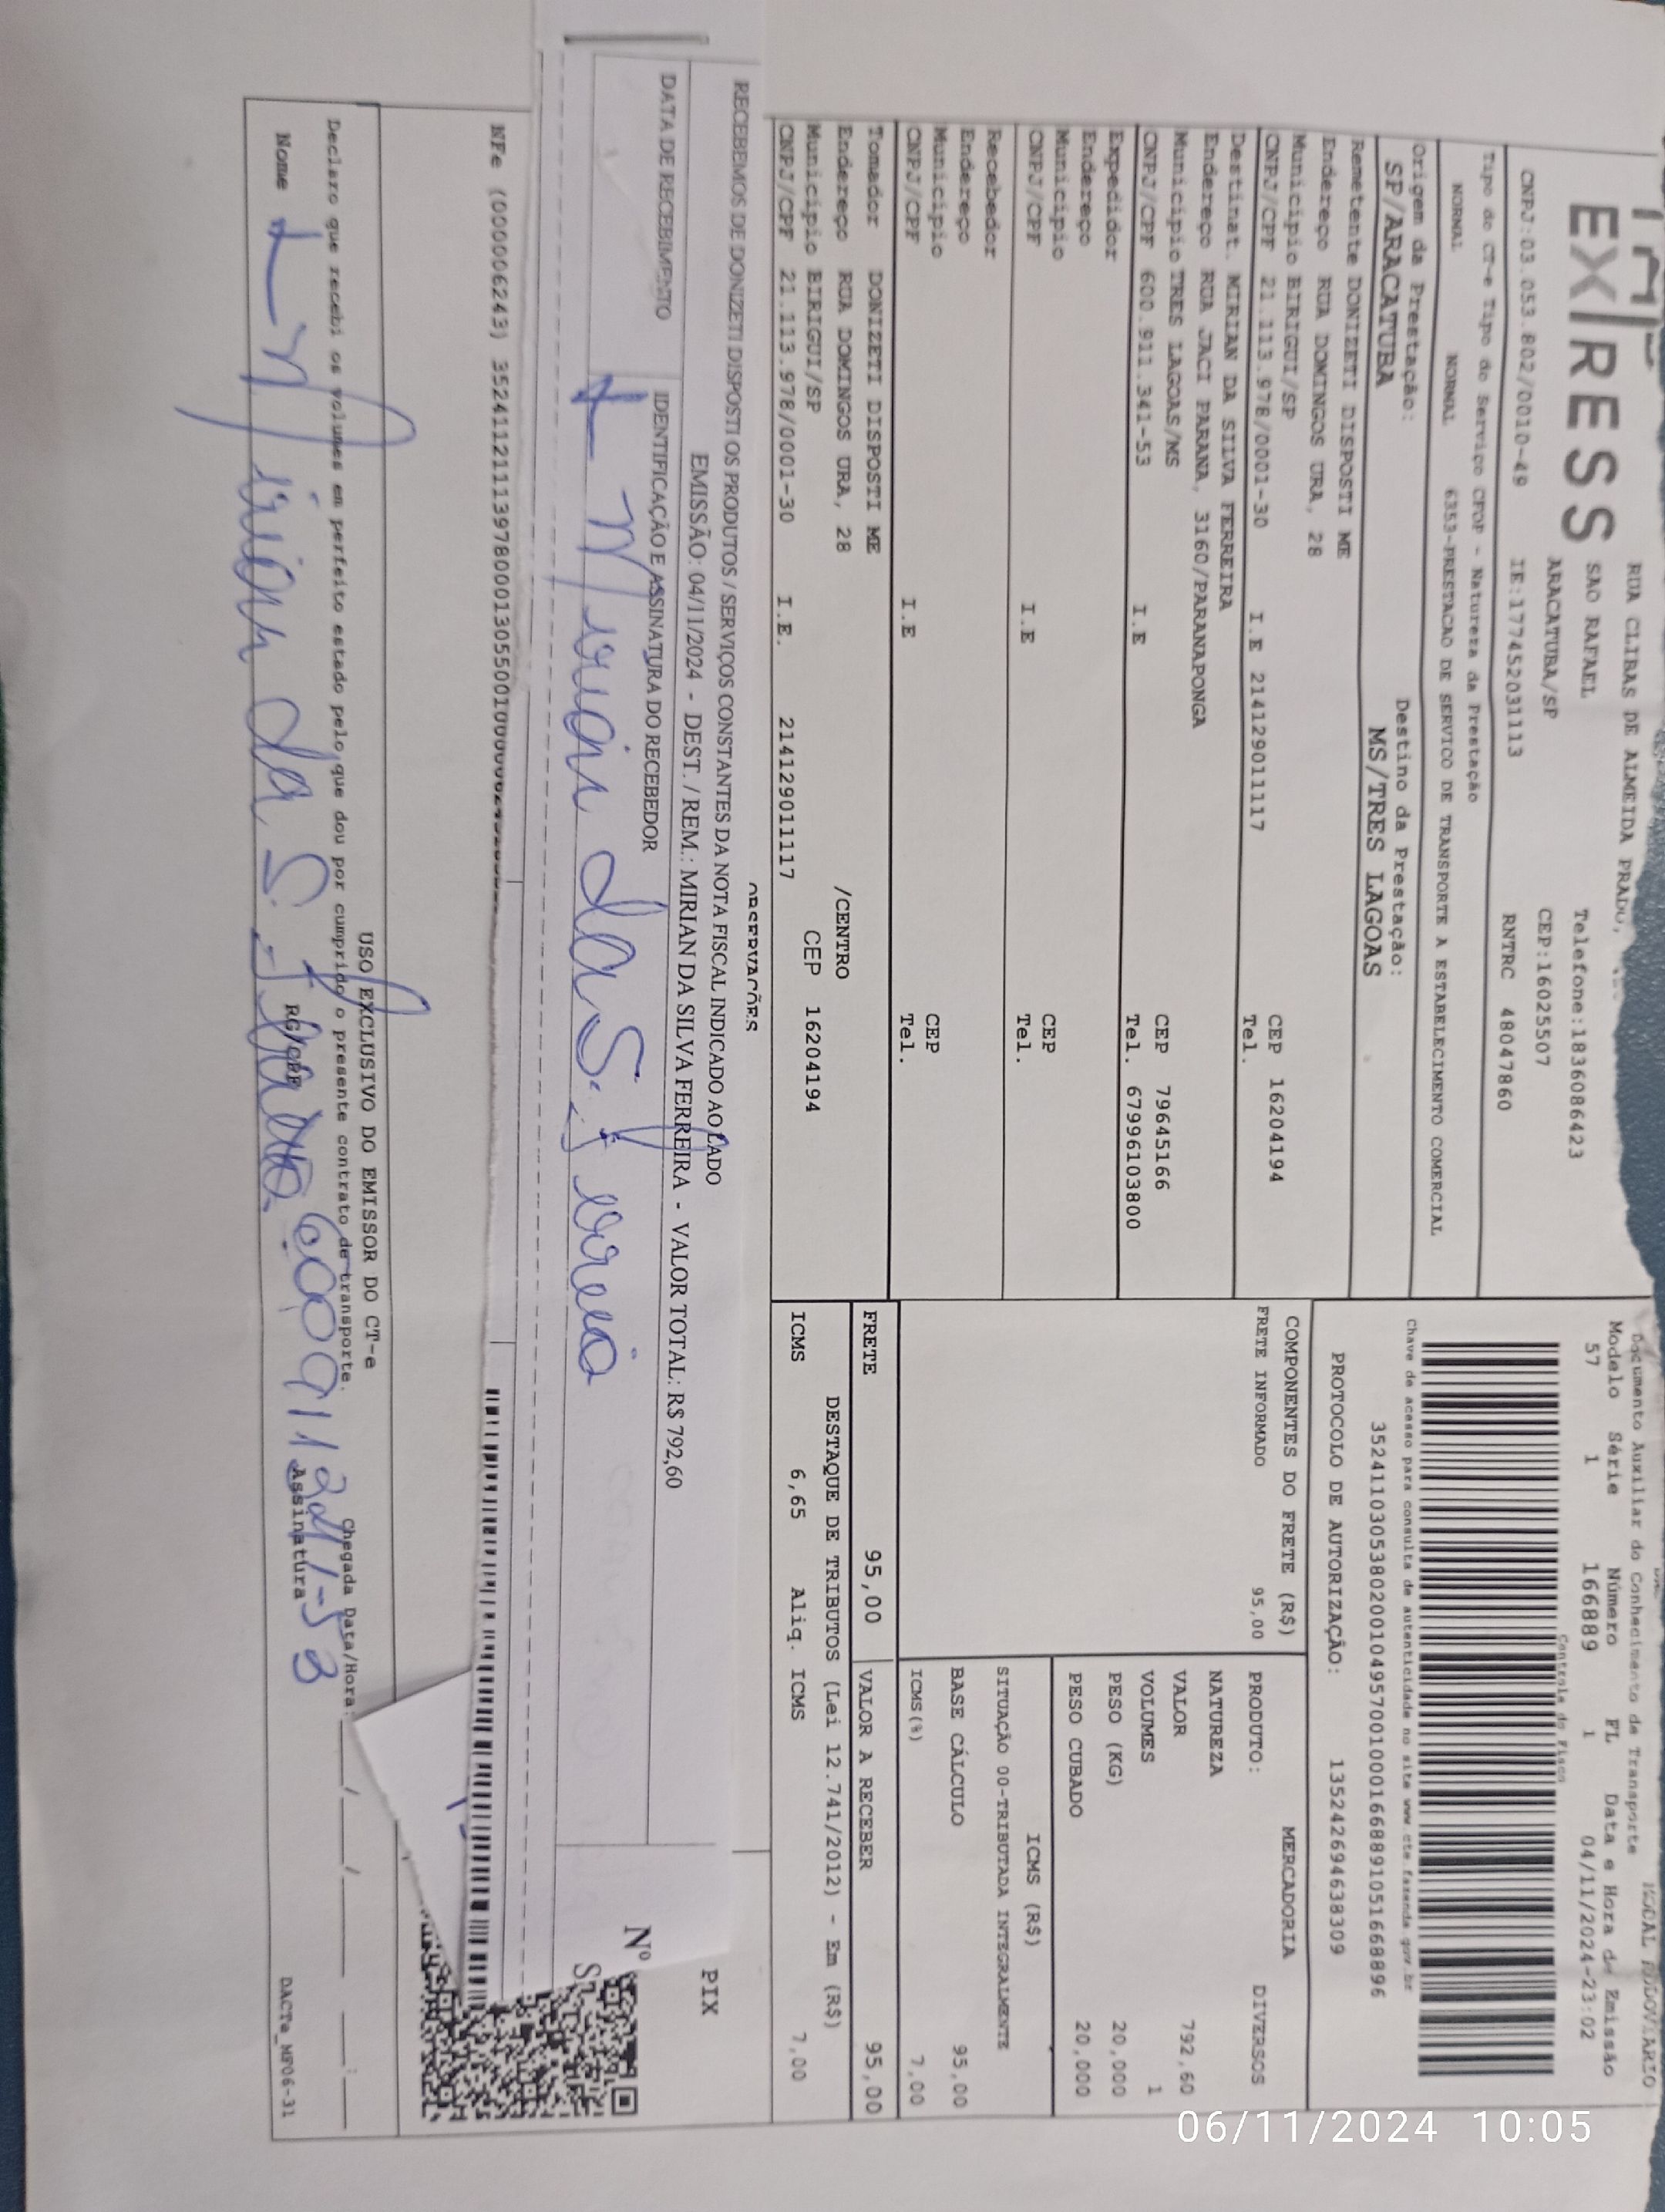 EX RESS
RUA CLIBAS DE ALMEIDA PRADO,
SAO RAFAEL
Telefone:1836086423
ARACATUBA/SP
CEP:16025507
CNPJ:03.053.802/0010-49 IE:177452031113 RNTRC 48047860
Tipo do CT-e Tipo do Serviço CFOP - Natureza da Prestação
NORMAL NORMAL 6353-PRESTACAO DE SERVICO DE TRANSPORTE A ESTABELECIMENTO COMERCIAL
Origem da Prestação: Destino da Prestação:
SP/ARACATUBA MS/TRES LAGOAS
MODAL RODOVIARIO
Documento Auxiliar do Conhecimento de Transporte
Modelo Série Número FL Data e Hora de Emissão
57 1 166889 1 04/11/2024-23:02
Controle do Fisco
Chave de acesso para consulta de autenticidade no site www.cte.fazenda.gov.br
35241103053802001049570010001668891051668896
PROTOCOLO DE AUTORIZAÇÃO: 135242694638309
Remetente DONIZETI DISPOSTI ME
Endereço RUA DOMINGOS URA, 28
Municipio BIRIGUI/SP CEP 16204194
CNPJ/CPF 21.113.978/0001-30 I.E 214129011117 Tel.
Destinat. MIRIAN DA SILVA FERREIRA
Endereço RUA JACI PARANA, 3160/PARANAPONGA
Municipio TRES LAGOAS/MS CEP 79645166
CNPJ/CPF 600.911.341-53 I.E Tel. 67996103800
Expedidor
Endereço
Municipio CEP
CNPJ/CPF I.E Tel.
Recebedor
Endereço
Municipio CEP
CNPJ/CPF I.E Tel.
Tomador DONIZETI DISPOSTI ME
Endereço RUA DOMINGOS URA, 28 /CENTRO
Municipio BIRIGUI/SP CEP 16204194
CNPJ/CPF 21.113.978/0001-30 I.E. 214129011117
COMPONENTES DO FRETE (R$)
FRETE INFORMADO 95,00
MERCADORIA
PRODUTO: DIVERSOS
NATUREZA
VALOR 792,60
VOLUMES 1
PESO (KG) 20,000
PESO CUBADO 20,000
ICMS (R$)
SITUAÇÃO 00-TRIBUTADA INTEGRALMENTE
BASE CÁLCULO 95,00
ICMS(%) 7,00
FRETE 95,00 VALOR A RECEBER 95,00
DESTAQUE DE TRIBUTOS (Lei 12.741/2012) - Em (R$)
ICMS 6,65 Aliq. ICMS 7,00
OBSERVAÇÕES
PIX
RECEBEMOS DE DONIZETI DISPOSTI OS PRODUTOS / SERVIÇOS CONSTANTES DA NOTA FISCAL INDICADO AO LADO
EMISSÃO: 04/11/2024 - DEST. / REM.: MIRIAN DA SILVA FERREIRA - VALOR TOTAL: R$ 792,60
DATA DE RECEBIMENTO IDENTIFICAÇÃO E ASSINATURA DO RECEBEDOR
Nº
Mirian da S. Ferreira
NFe (000006243) 3524112111397800013055001000000
USO EXCLUSIVO DO EMISSOR DO CT-e
Declaro que recebi os volumes em perfeito estado pelo que dou por cumprido o presente contrato de transporte. Chegada Data/Hora: / / :
Nome Mirian da S. RG/CPF Assinatura
DACTe_MF06-31
06/11/2024 10:05